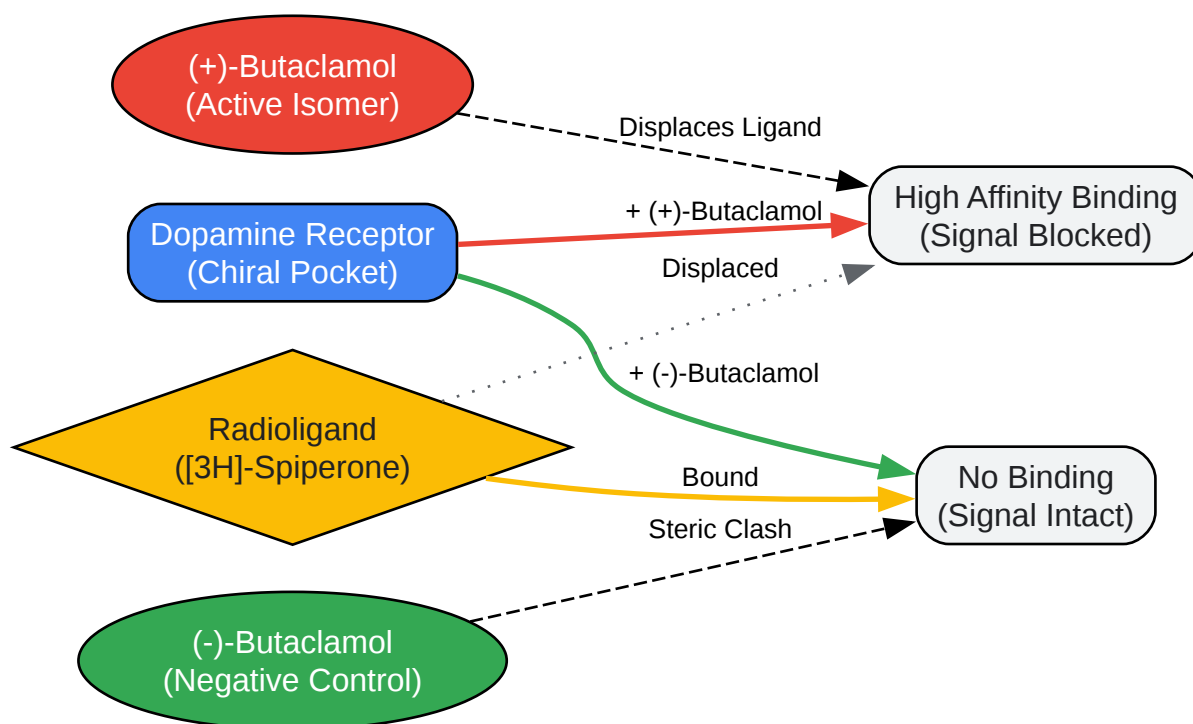 (+)-Butaclamol
(Active Isomer)
Displaces Ligand
High Affinity Binding
(Signal Blocked)
+ (+)-Butaclamol
Dopamine Receptor
(Chiral Pocket)
Displaced
+ (-)-Butaclamol
Radioligand
([3H]-Spiperone)
Bound
No Binding
(Signal Intact)
Steric Clash
(-)-Butaclamol
(Negative Control)